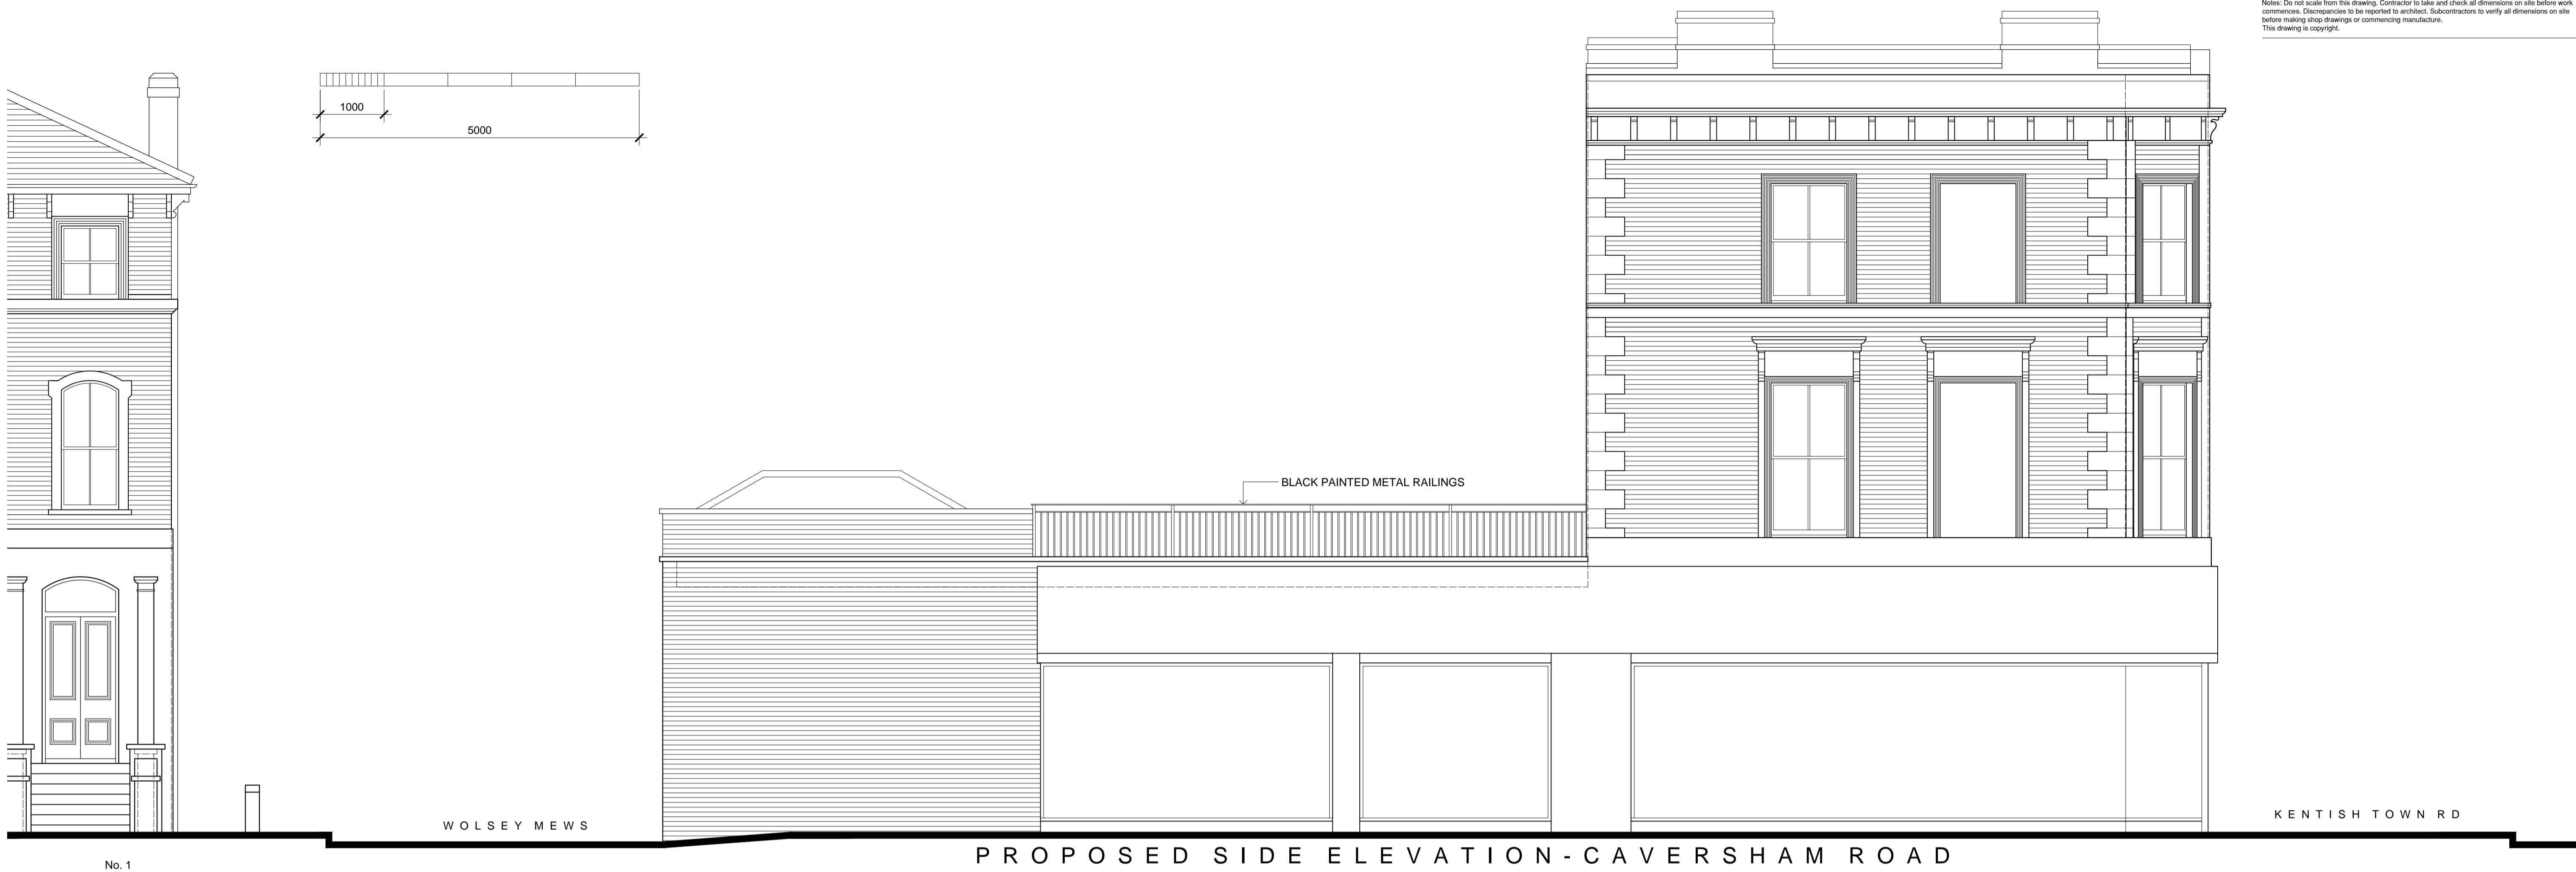 Notes: Do not scale from this drawing. Contractor to take and check all dimensions on site before work
commences. Discrepancies to be reported to architect. Subcontractors to verify all dimensions on site
before making shop drawings or commencing manufacture.
This drawing is copyright.
1000
5000
BLACK PAINTED METAL RAILINGS
WOLSEY MEWS
KENTISH TOWN RD
PROPOSED SIDE ELEVATION-CAVERSHAM ROAD
No. 1